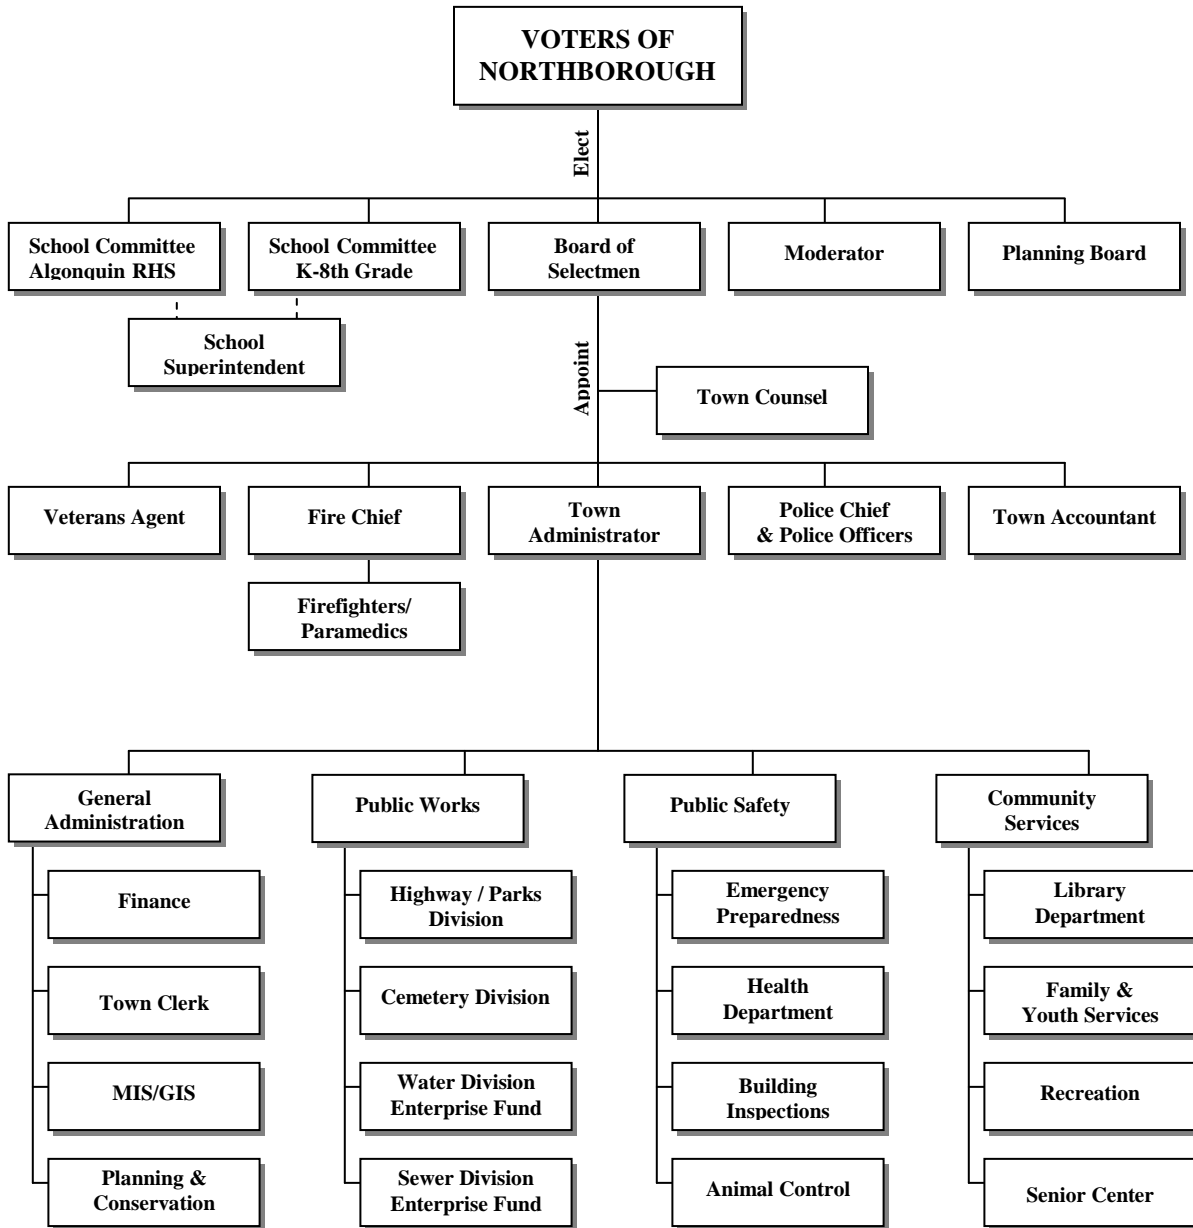 VOTERS OF
NORTHBOROUGH
Elect
School Committee
Algonquin RHS
School Committee
K-8th Grade
Board of
Selectmen
Moderator
Planning Board
School
Superintendent
Appoint
Town Counsel
Veterans Agent
Fire Chief
Town
Administrator
Police Chief
& Police Officers
Town Accountant
Firefighters/
Paramedics
General
Administration
Public Works
Public Safety
Community
Services
Finance
Highway / Parks
Division
Emergency
Preparedness
Library
Department
Town Clerk
Cemetery Division
Health
Department
Family &
Youth Services
MIS/GIS
Water Division
Enterprise Fund
Building
Inspections
Recreation
Planning &
Conservation
Sewer Division
Enterprise Fund
Animal Control
Senior Center